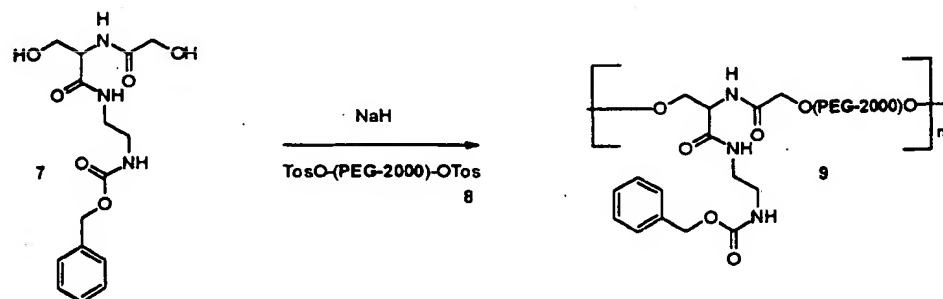 H
HO N OH
O O
NH
O NH
7 O
NaH
TosO-(PEG-2000)-OTos
8
H
O N O(PEG-2000)O
n
O O
NH
9
O NH
O